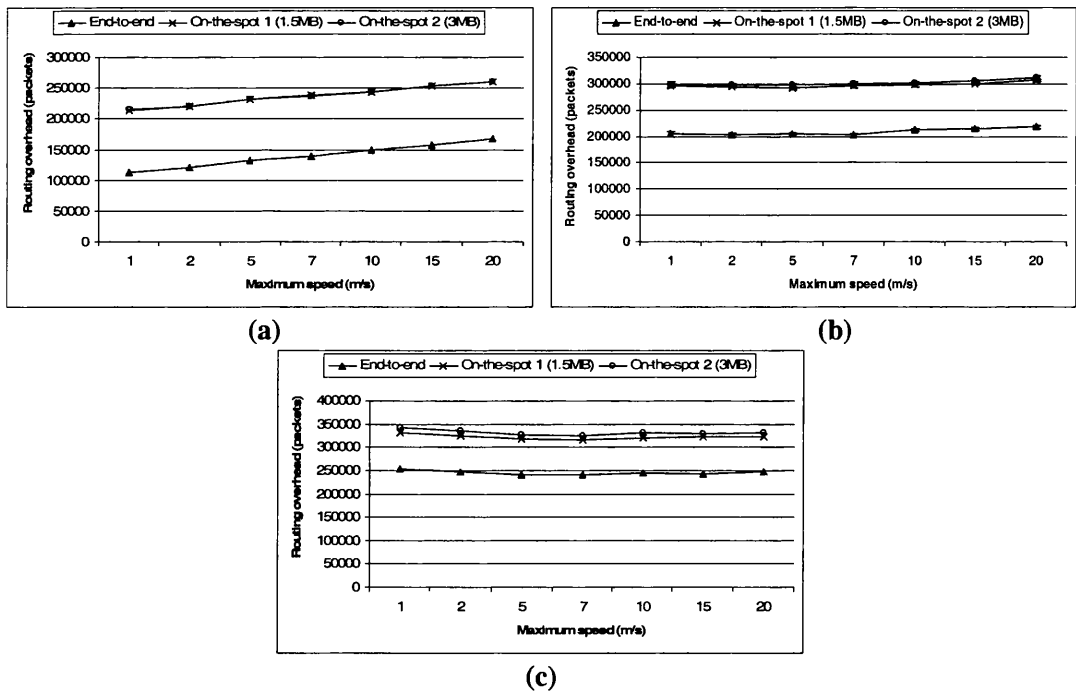 End-to-end On-the-spot 1 (1.5MB) On-the-spot 2 (3MB)
Routing overhead (packets)
300000
250000
200000
150000
100000
50000
0
1 2 5 7 10 15 20
Maximum speed (m/s)
(a)
End-to-end On-the-spot 1 (1.5MB) On-the-spot 2 (3MB)
Routing overhead (packets)
350000
300000
250000
200000
150000
100000
50000
0
1 2 5 7 10 15 20
Maximum speed (m/s)
(b)
End-to-end On-the-spot 1 (1.5MB) On-the-spot 2 (3MB)
Routing overhead (packets)
400000
350000
300000
250000
200000
150000
100000
50000
0
1 2 5 7 10 15 20
Maximum speed (m/s)
(c)